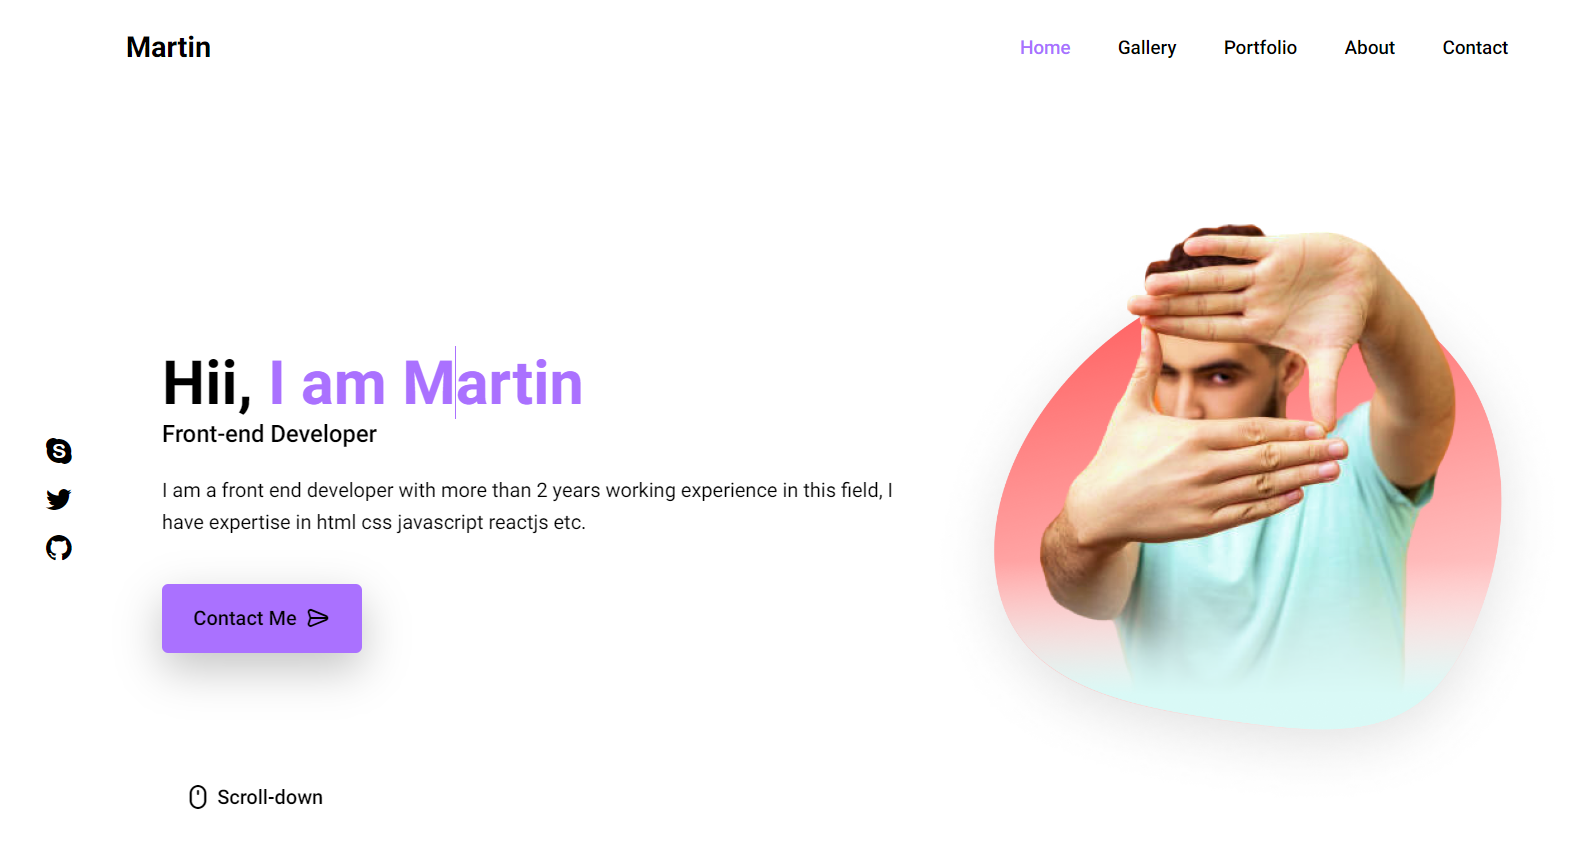 Martin
Home Gallery Portfolio About Contact
Hii, I am Martin
Front-end Developer
I am a front end developer with more than 2 years working experience in this field, I
have expertise in html css javascript reactjs etc.
Contact Me
Scroll-down